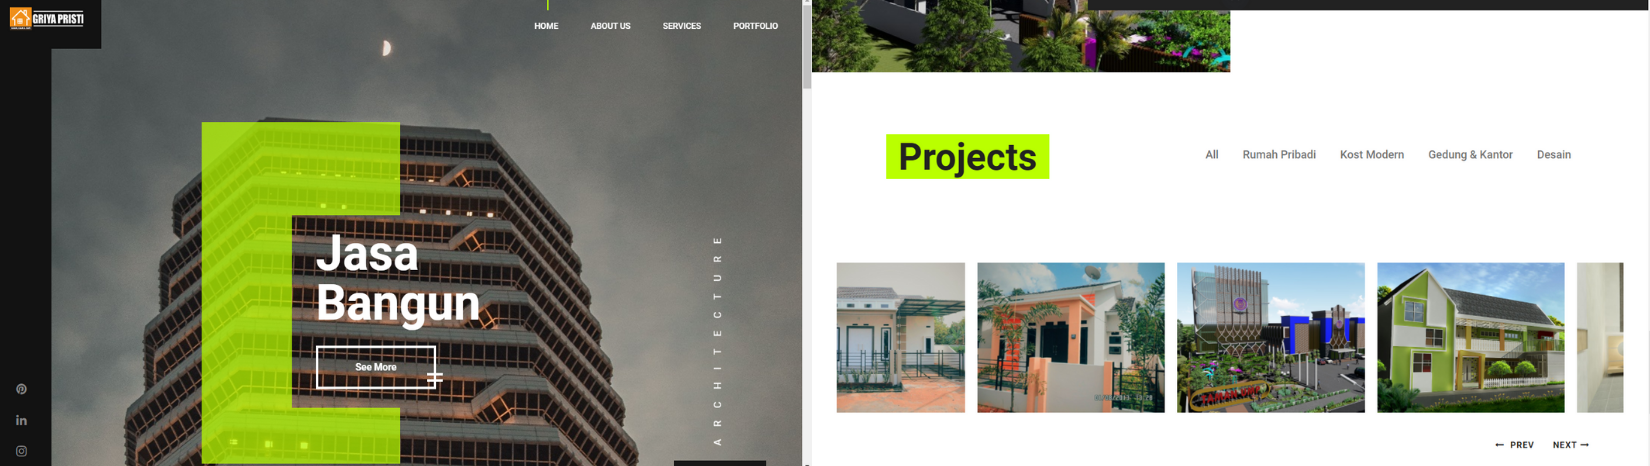 GRIYA PRISTI
HOME
ABOUT US
SERVICES
PORTFOLIO
Jasa
Bangun
See More
ARCHITECTURE
Projects
All
Rumah Pribadi
Kost Modern
Gedung & Kantor
Desain
← PREV
NEXT →